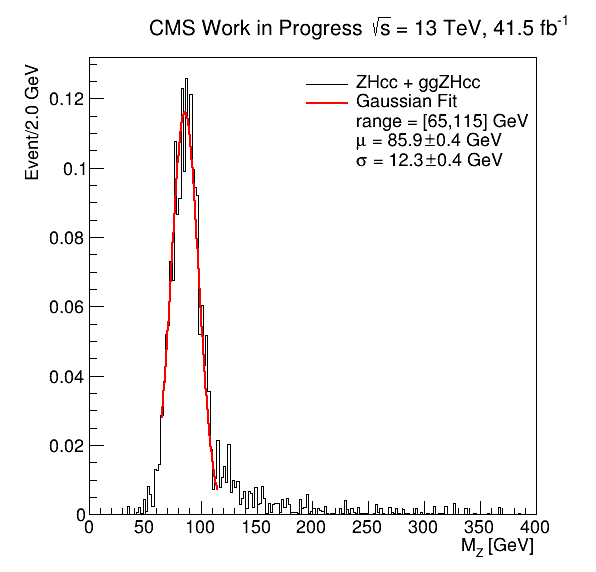 CMS Work in Progress √s = 13 TeV, 41.5 fb⁻¹
Event/2.0 GeV
ZHcc + ggZHcc
Gaussian Fit
range = [65,115] GeV
μ = 85.9±0.4 GeV
σ = 12.3±0.4 GeV
0.12
0.1
0.08
0.06
0.04
0.02
0
0 50 100 150 200 250 300 350 400
M_Z [GeV]